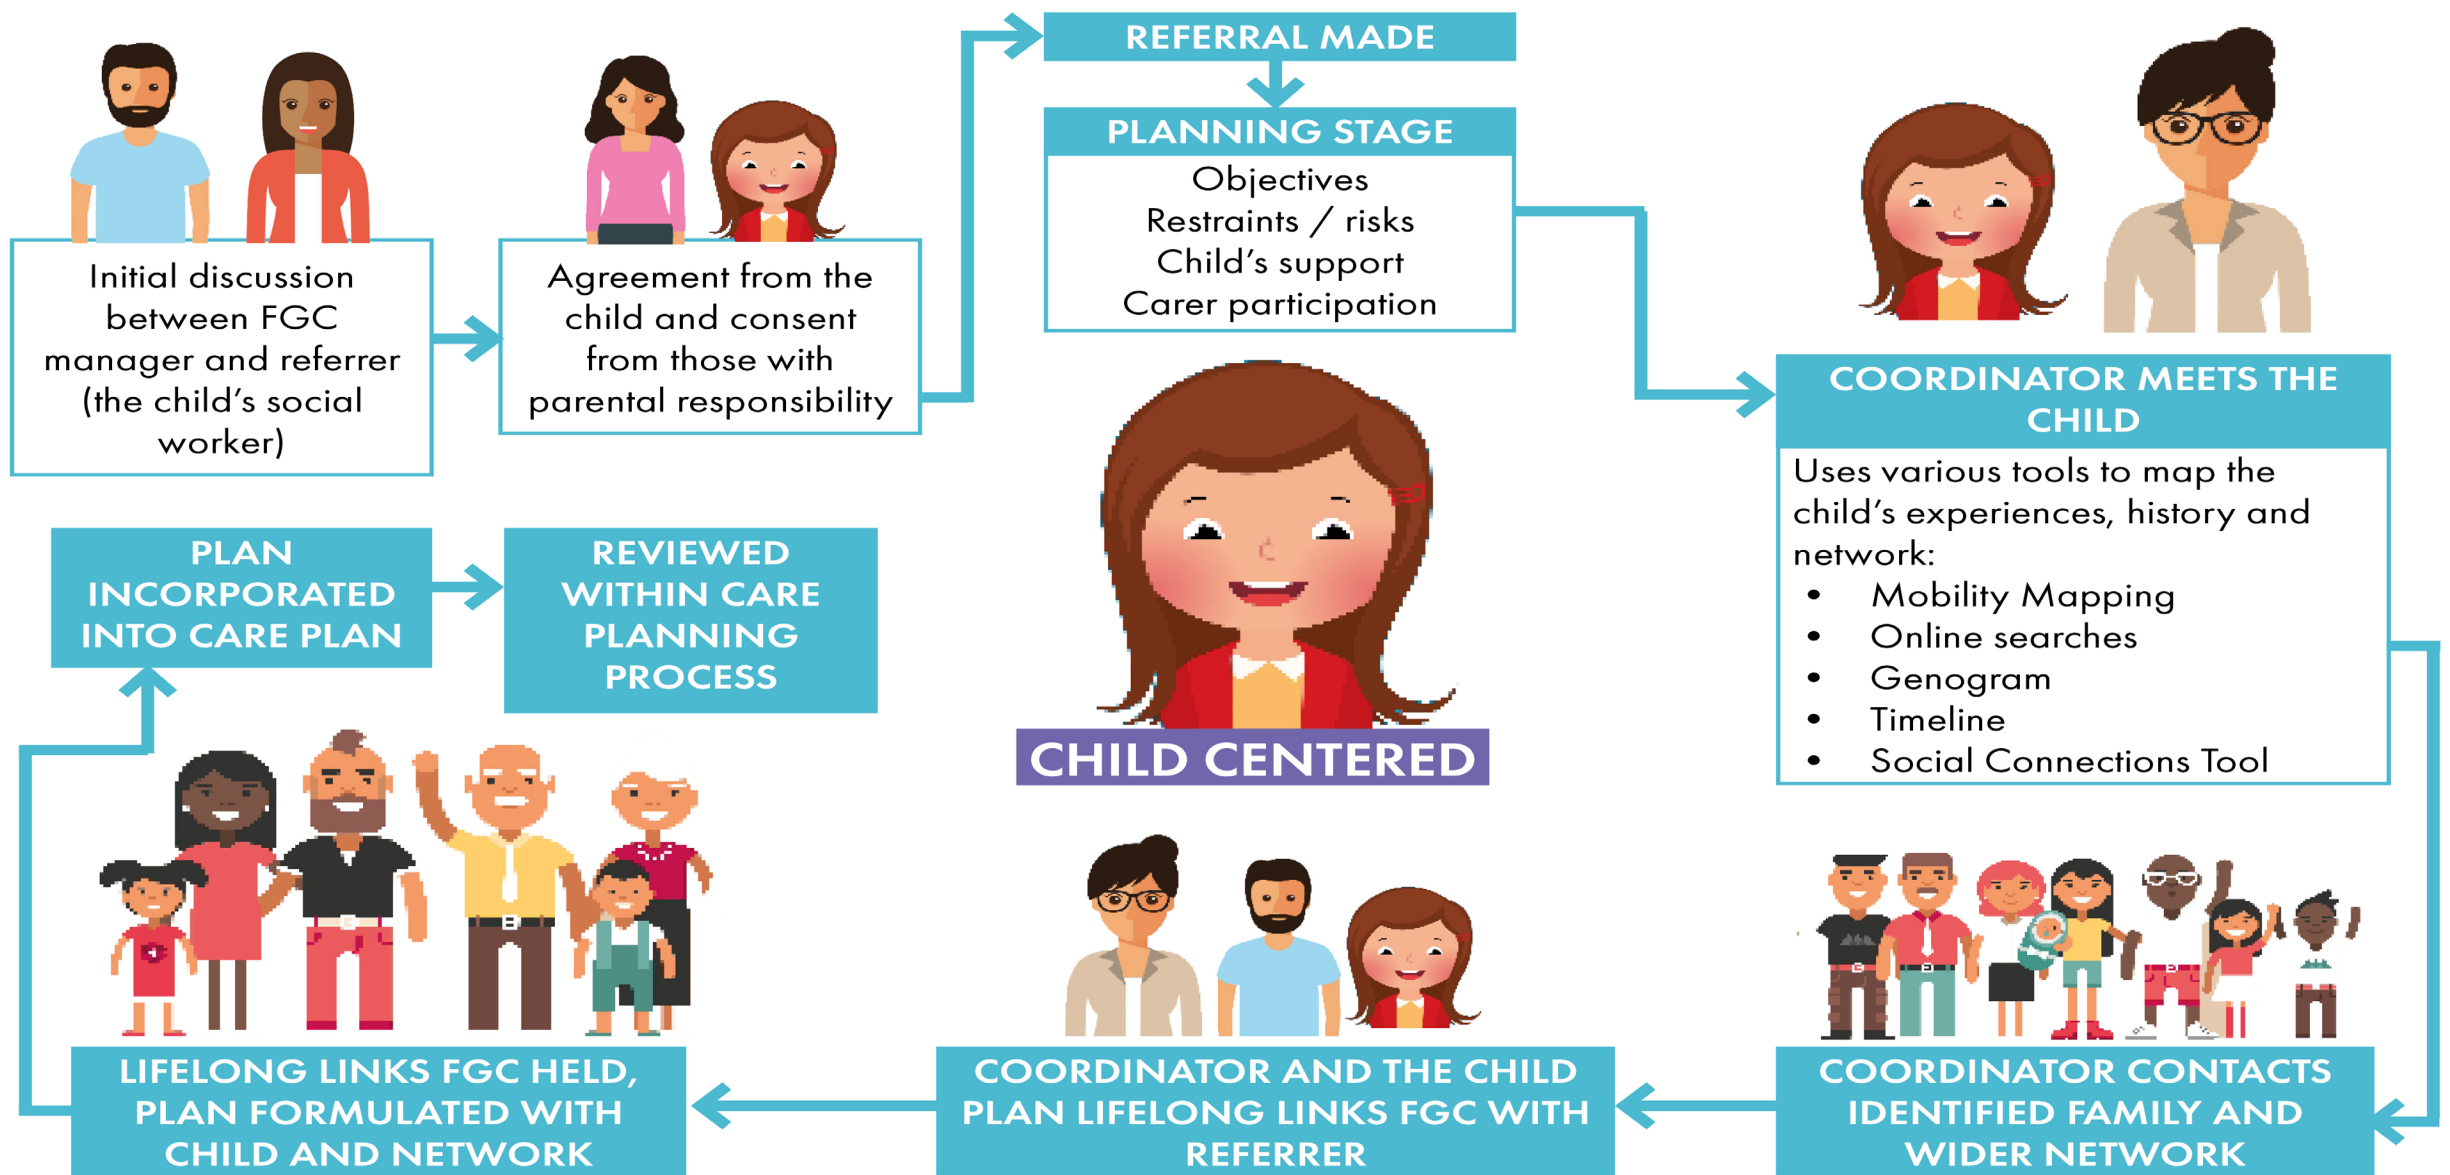 Initial discussion
between FGC
manager and referrer
(the child's social
worker)
Agreement from the
child and consent
from those with
parental responsibility
REFERRAL MADE
PLANNING STAGE
Objectives
Restraints / risks
Child's support
Carer participation
COORDINATOR MEETS THE
CHILD
Uses various tools to map the
child's experiences, history and
network:
• Mobility Mapping
• Online searches
• Genogram
• Timeline
• Social Connections Tool
COORDINATOR CONTACTS
IDENTIFIED FAMILY AND
WIDER NETWORK
COORDINATOR AND THE CHILD
PLAN LIFELONG LINKS FGC WITH
REFERRER
LIFELONG LINKS FGC HELD,
PLAN FORMULATED WITH
CHILD AND NETWORK
PLAN
INCORPORATED
INTO CARE PLAN
REVIEWED
WITHIN CARE
PLANNING
PROCESS
CHILD CENTERED